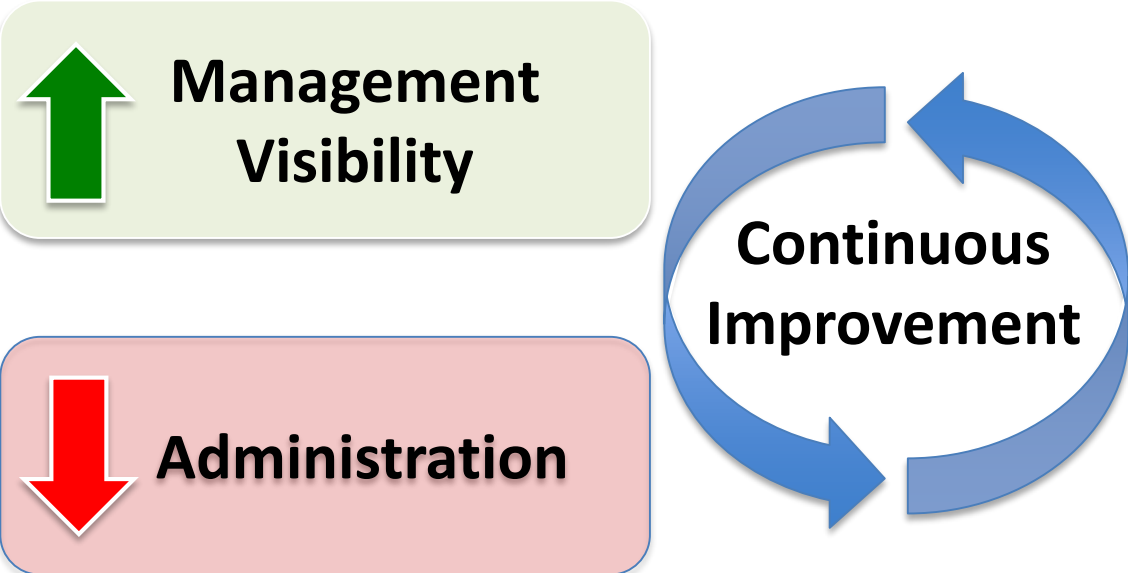 Management
Visibility
Continuous
Improvement
Administration